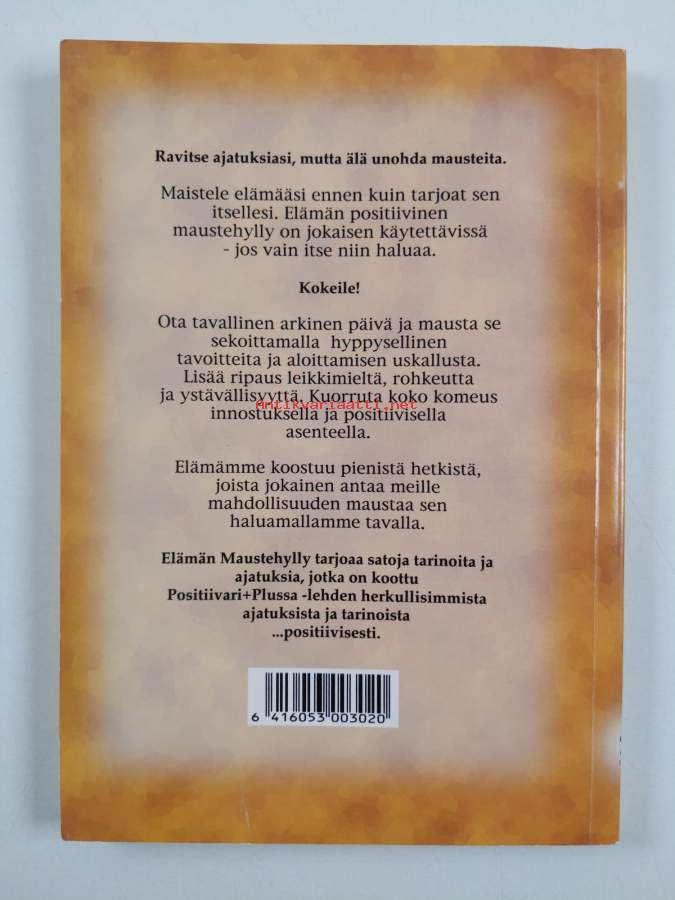 Ravitse ajatuksiasi, mutta älä unohda mausteita.
Maistele elämääsi ennen kuin tarjoat sen
itsellesi. Elämän positiivinen
maustehylly on jokaisen käytettävissä
- jos vain itse niin haluaa.
Kokeile!
Ota tavallinen arkinen päivä ja mausta se
sekoittamalla hyppysellinen
tavoitteita ja aloittamisen uskallusta.
Lisää ripaus leikkimieltä, rohkeutta
ja ystävällisyyttä. Kuorruta koko komeus
antikvariaatti.net
innostuksella ja positiivisella
asenteella.
Elämämme koostuu pienistä hetkistä,
joista jokainen antaa meille
mahdollisuuden maustaa sen
haluamallamme tavalla.
Elämän Maustehylly tarjoaa satoja tarinoita ja
ajatuksia, jotka on koottu
Positiivari+Plussa -lehden herkullisimmista
ajatuksista ja tarinoista
...positiivisesti.
6 416053 003020